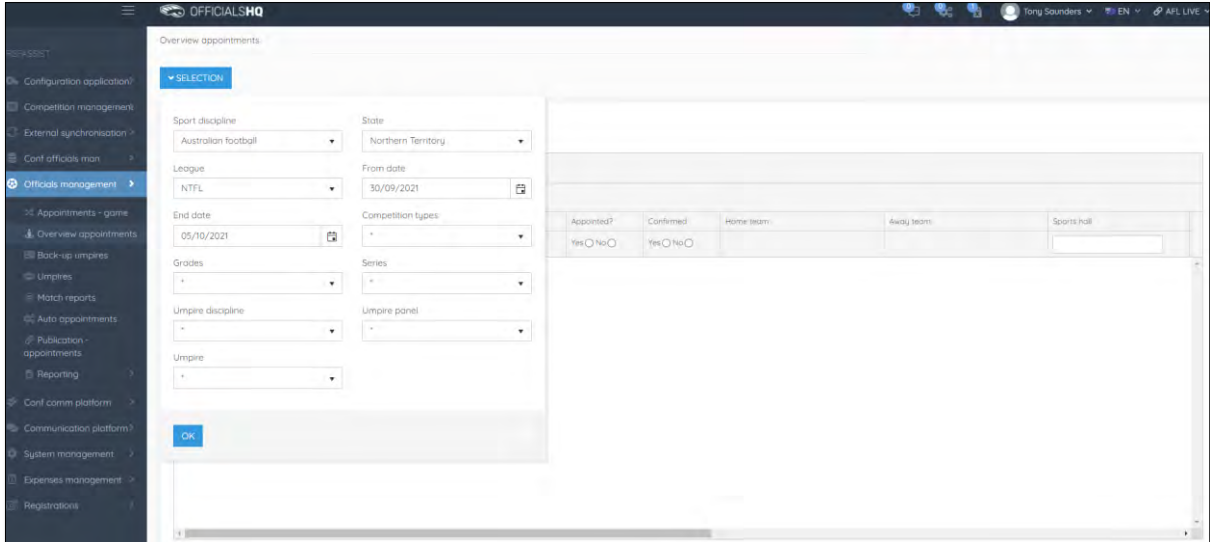 OFFICIALSHQ
0
0
1
Tony Saunders
EN
AFL LIVE
REFASSIST
Configuration application
Competition management
External synchronisation
Conf officials man
Officials management
Appointments - game
Overview appointments
Back-up umpires
Umpires
Match reports
Auto appointments
Publication -
appointments
Reporting
Conf comm platform
Communication platform
System management
Expenses management
Registrations
Overview appointments
SELECTION
Sport discipline State
Australian football Northern Territory
League From date
NTFL 30/09/2021
End date Competition types
05/10/2021 *
Grades Series
* *
Umpire discipline Umpire panel
* *
Umpire
*
OK
Appointed? Confirmed Home team Away team Sports hall
Yes No Yes No